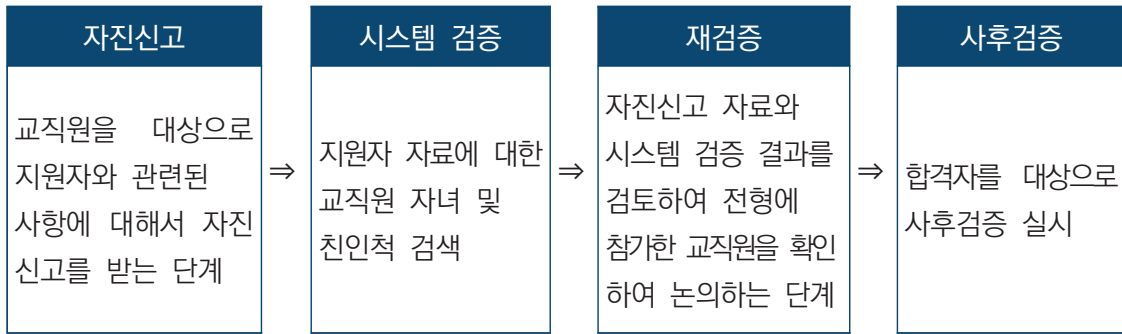 자진신고
교직원을 대상으로
지원자와 관련된
사항에 대해서 자진
신고를 받는 단계
⇒
시스템 검증
지원자 자료에 대한
교직원 자녀 및
친인척 검색
⇒
재검증
자진신고 자료와
시스템 검증 결과를
검토하여 전형에
참가한 교직원을 확인
하여 논의하는 단계
⇒
사후검증
합격자를 대상으로
사후검증 실시